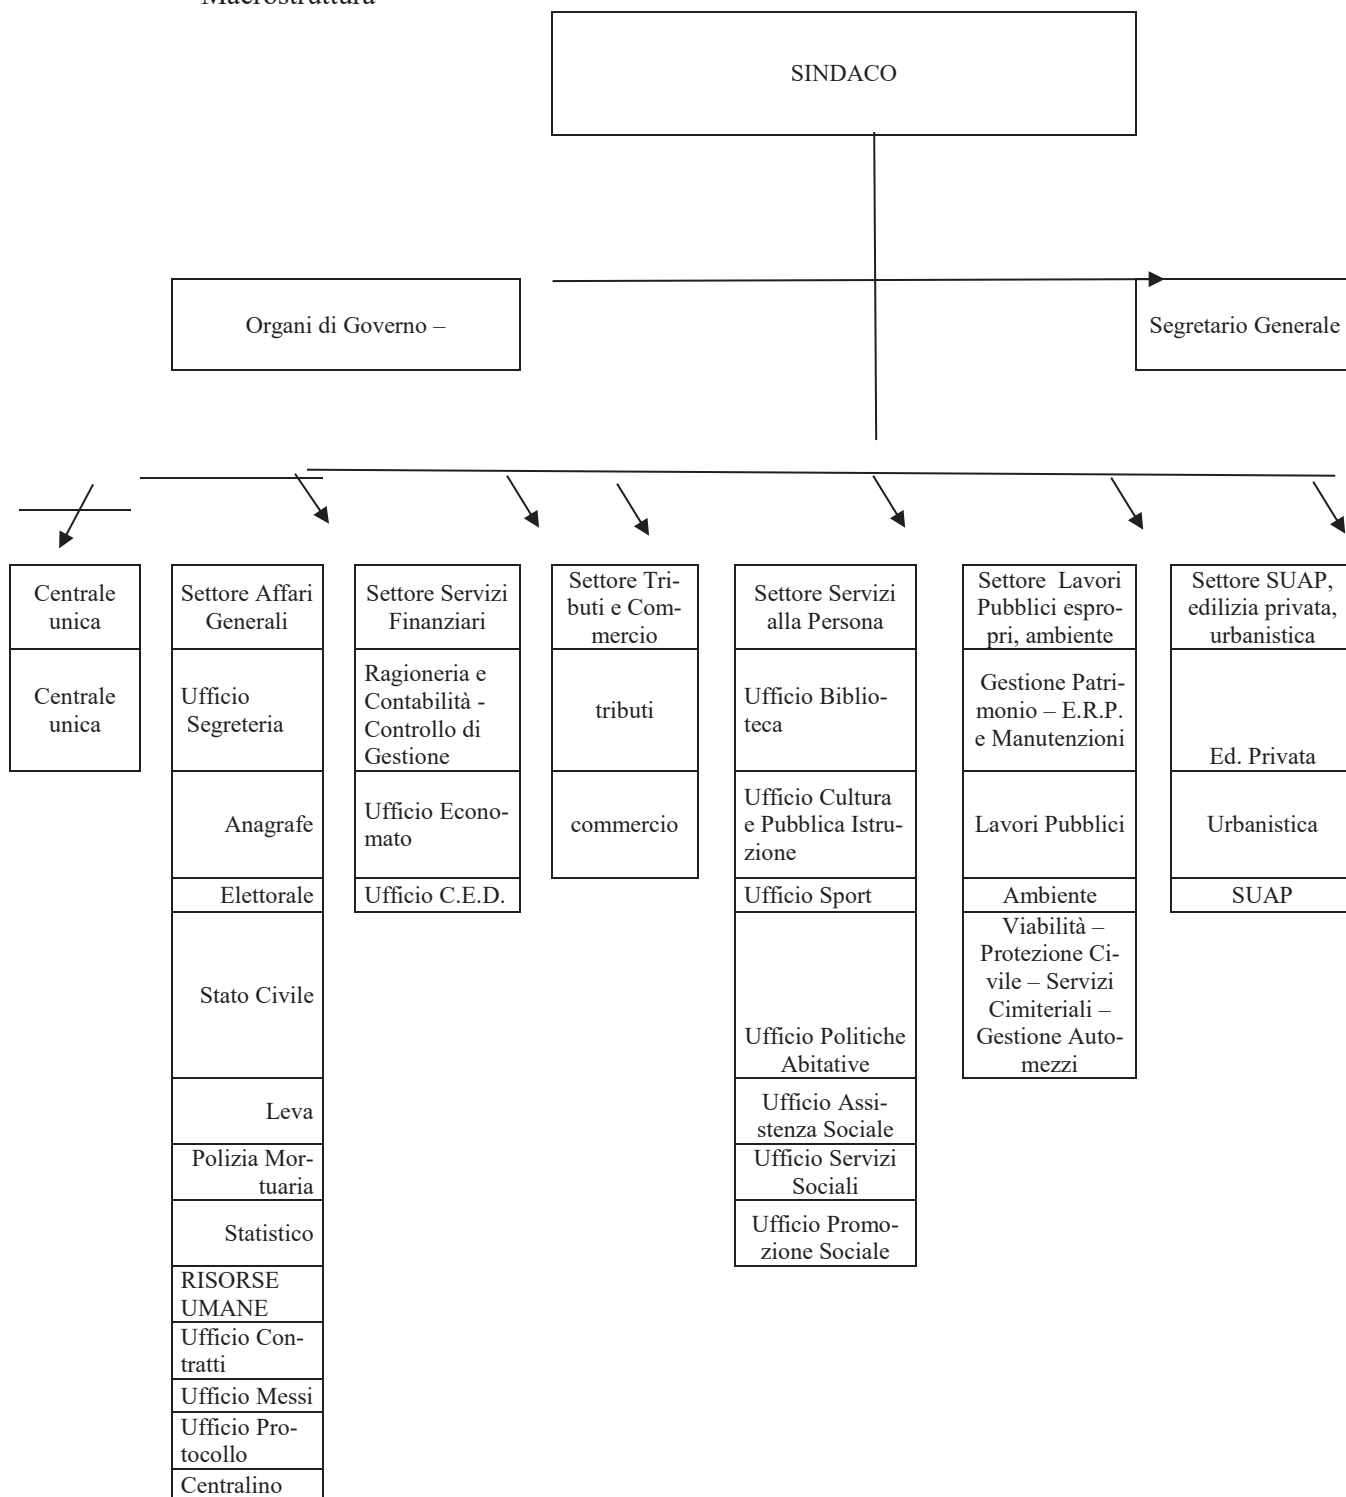 Macrostruttura
SINDACO
Organi di Governo –
Segretario Generale
Centrale
unica
Centrale
unica
Settore Affari
Generali
Ufficio
Segreteria
Anagrafe
Elettorale
Stato Civile
Leva
Polizia Mor-
tuaria
Statistico
RISORSE
UMANE
Ufficio Con-
tratti
Ufficio Messi
Ufficio Pro-
tocollo
Centralino
Settore Servizi
Finanziari
Ragioneria e
Contabilità -
Controllo di
Gestione
Ufficio Econo-
mato
Ufficio C.E.D.
Settore Tri-
buti e Com-
mercio
tributi
commercio
Settore Servizi
alla Persona
Ufficio Biblio-
teca
Ufficio Cultura
e Pubblica Istru-
zione
Ufficio Sport
Ufficio Politiche
Abitative
Ufficio Assi-
stenza Sociale
Ufficio Servizi
Sociali
Ufficio Promo-
zione Sociale
Settore Lavori
Pubblici espro-
pri, ambiente
Gestione Patri-
monio – E.R.P.
e Manutenzioni
Lavori Pubblici
Ambiente
Viabilità –
Protezione Ci-
vile – Servizi
Cimiteriali –
Gestione Auto-
mezzi
Settore SUAP,
edilizia privata,
urbanistica
Ed. Privata
Urbanistica
SUAP